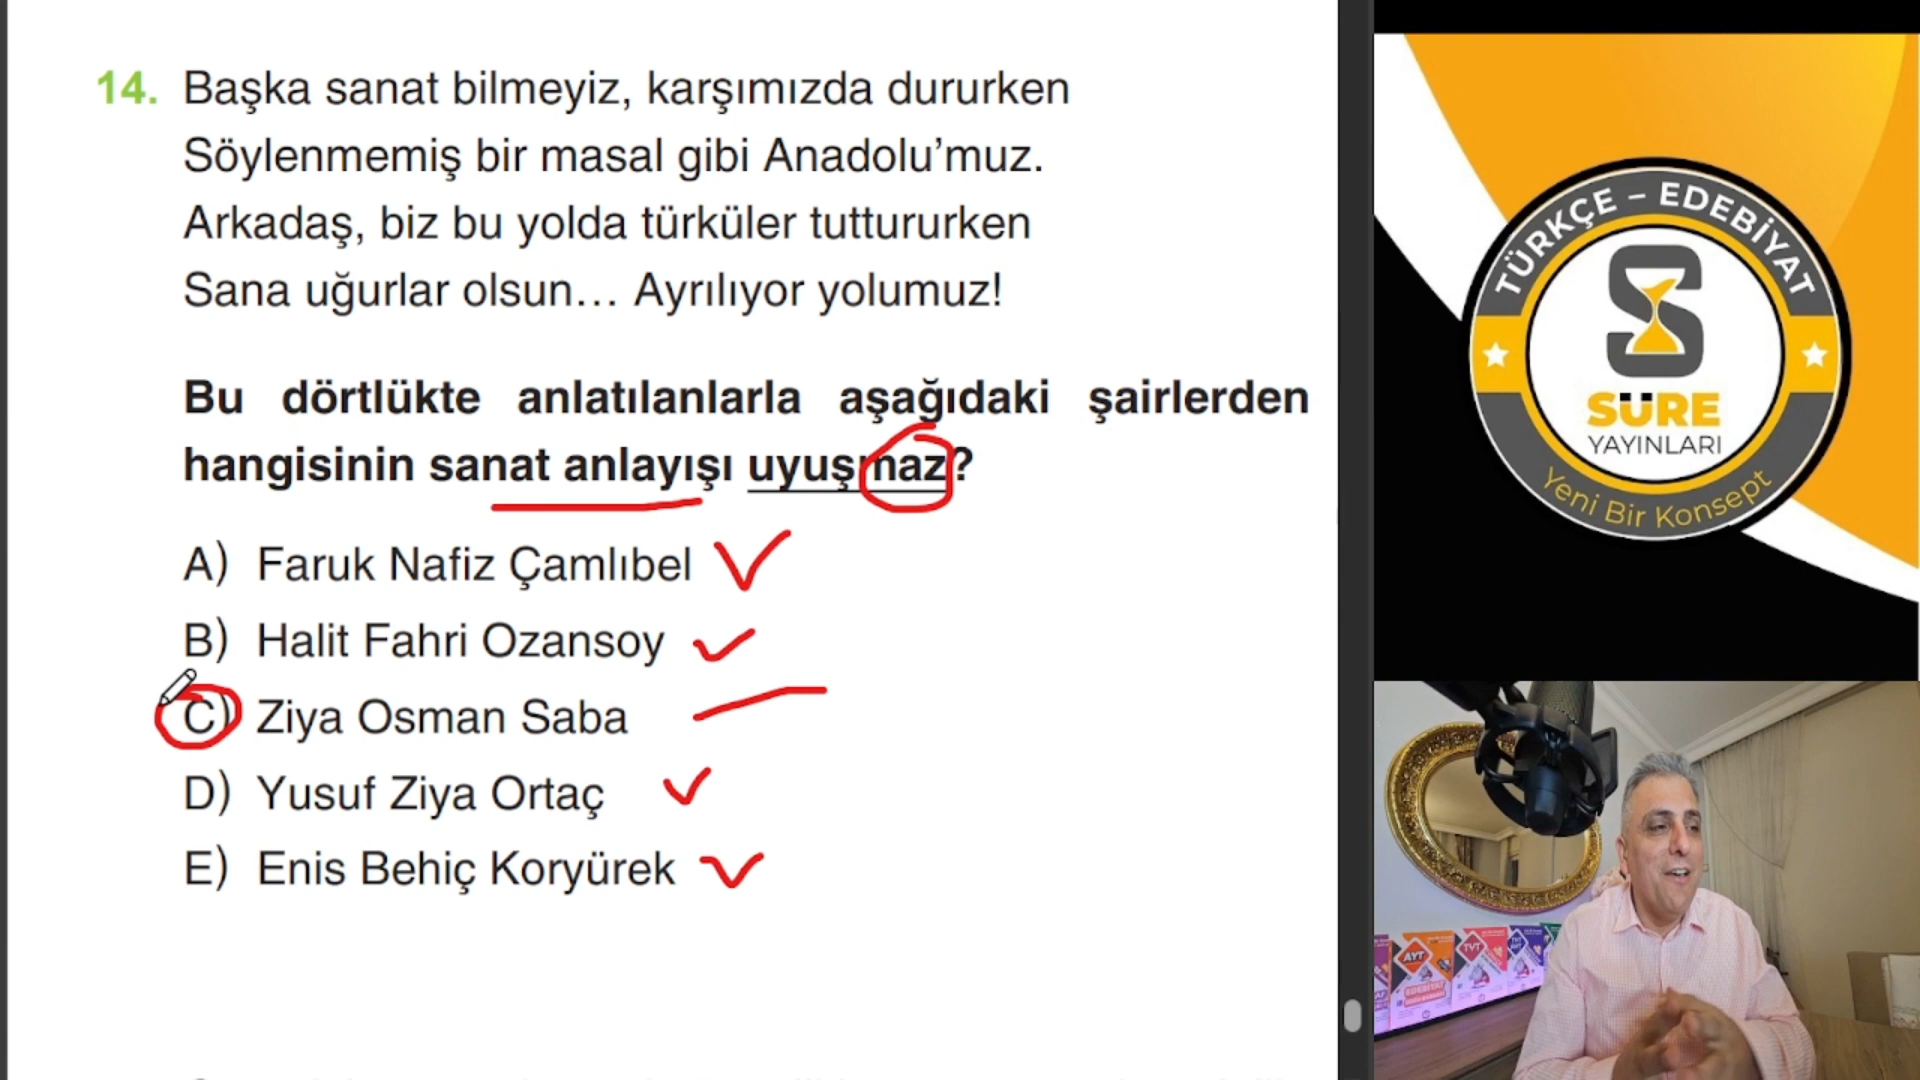 14. Başka sanat bilmeyiz, karşımızda dururken
Söylenmemiş bir masal gibi Anadolu’muz.
Arkadaş, biz bu yolda türküler tuttururken
Sana uğurlar olsun... Ayrılıyor yolumuz!
Bu dörtlükte anlatılanlarla aşağıdaki şairlerden
hangisinin sanat anlayışı uyuşmaz?
A) Faruk Nafiz Çamlıbel
B) Halit Fahri Ozansoy
C) Ziya Osman Saba
D) Yusuf Ziya Ortaç
E) Enis Behiç Koryürek
TÜRKÇE – EDEBİYAT
SÜRE
YAYINLARI
Yeni Bir Konsept
AYT
TVT